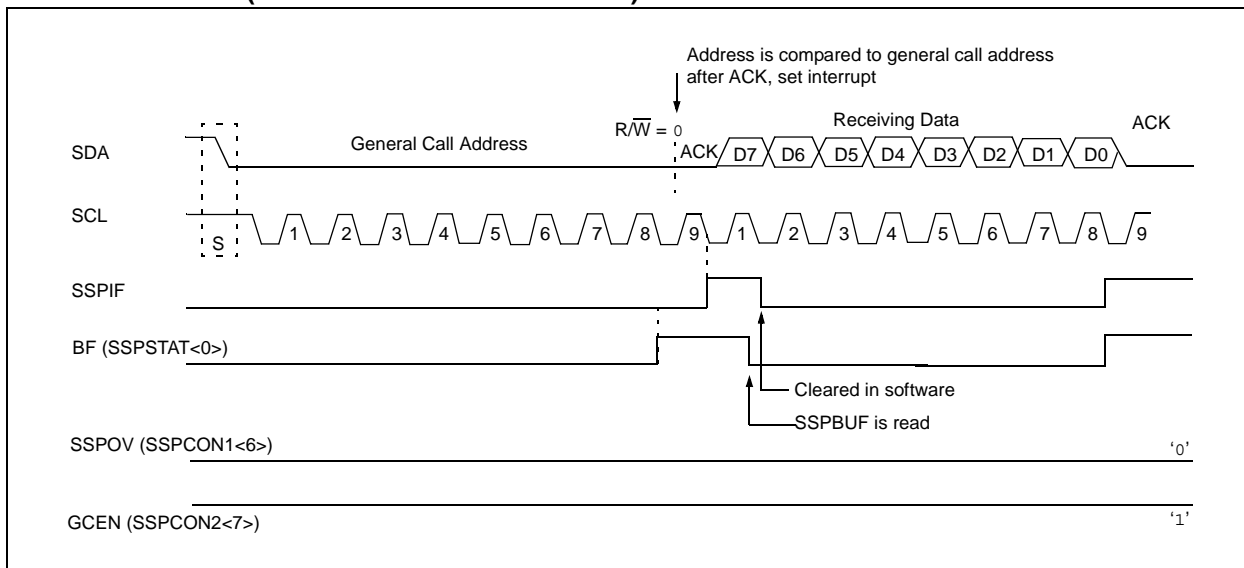 Address is compared to general call address
after ACK, set interrupt
R/W = 0
Receiving Data
ACK
SDA
General Call Address
ACK
D7 D6 D5 D4 D3 D2 D1 D0
SCL
S
1 2 3 4 5 6 7 8 9 1 2 3 4 5 6 7 8 9
SSPIF
BF (SSPSTAT<0>)
Cleared in software
SSPBUF is read
SSPOV (SSPCON1<6>)
‘0’
GCEN (SSPCON2<7>)
‘1’